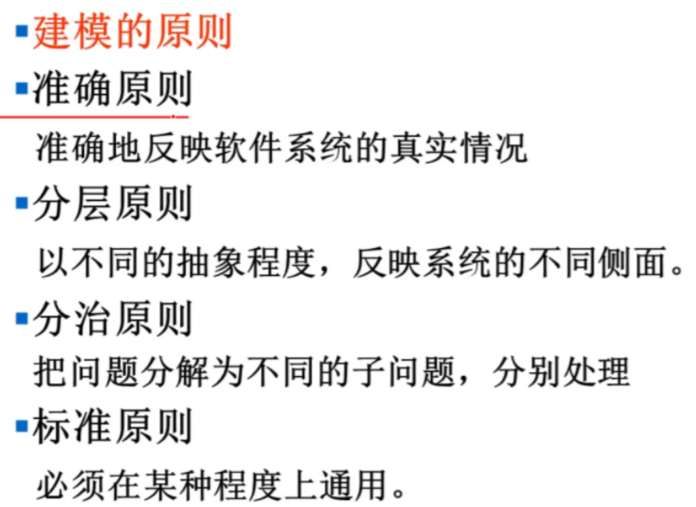 ▪建模的原则
▪准确原则
准确地反映软件系统的真实情况
▪分层原则
以不同的抽象程度，反映系统的不同侧面。
▪分治原则
把问题分解为不同的子问题，分别处理
▪标准原则
必须在某种程度上通用。